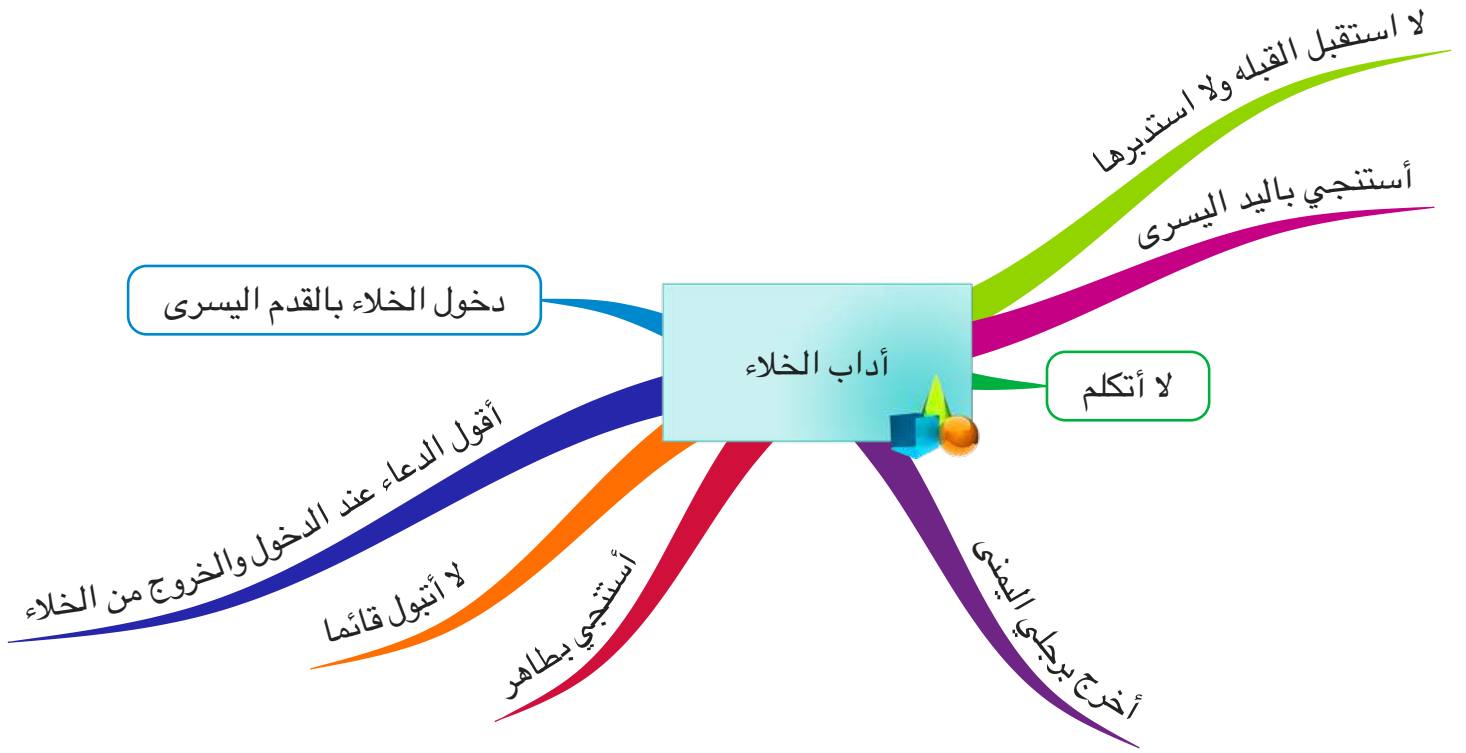 أداب الخلاء
لا استقبل القبله ولا استدبرها
أستنجي باليد اليسرى
لا أتكلم
أخرج برجلي اليمنى
أستنجي بطاهر
لا أتبول قائما
أقول الدعاء عند الدخول والخروج من الخلاء
دخول الخلاء بالقدم اليسرى